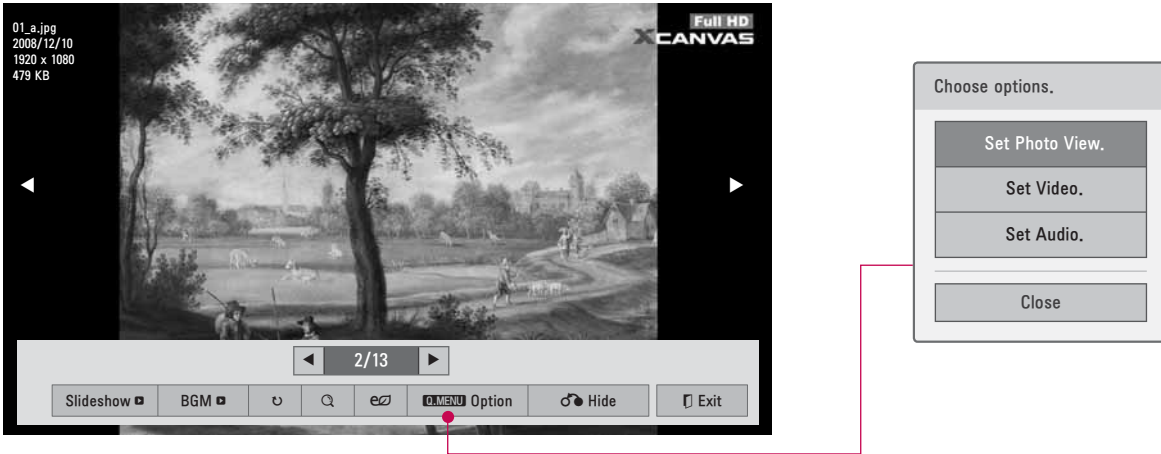 01_a.jpg
2008/12/10
1920 x 1080
479 KB
Full HD
XCANVAS
2/13
Slideshow
BGM
Q.MENU Option
Hide
Exit
Choose options.
Set Photo View.
Set Video.
Set Audio.
Close